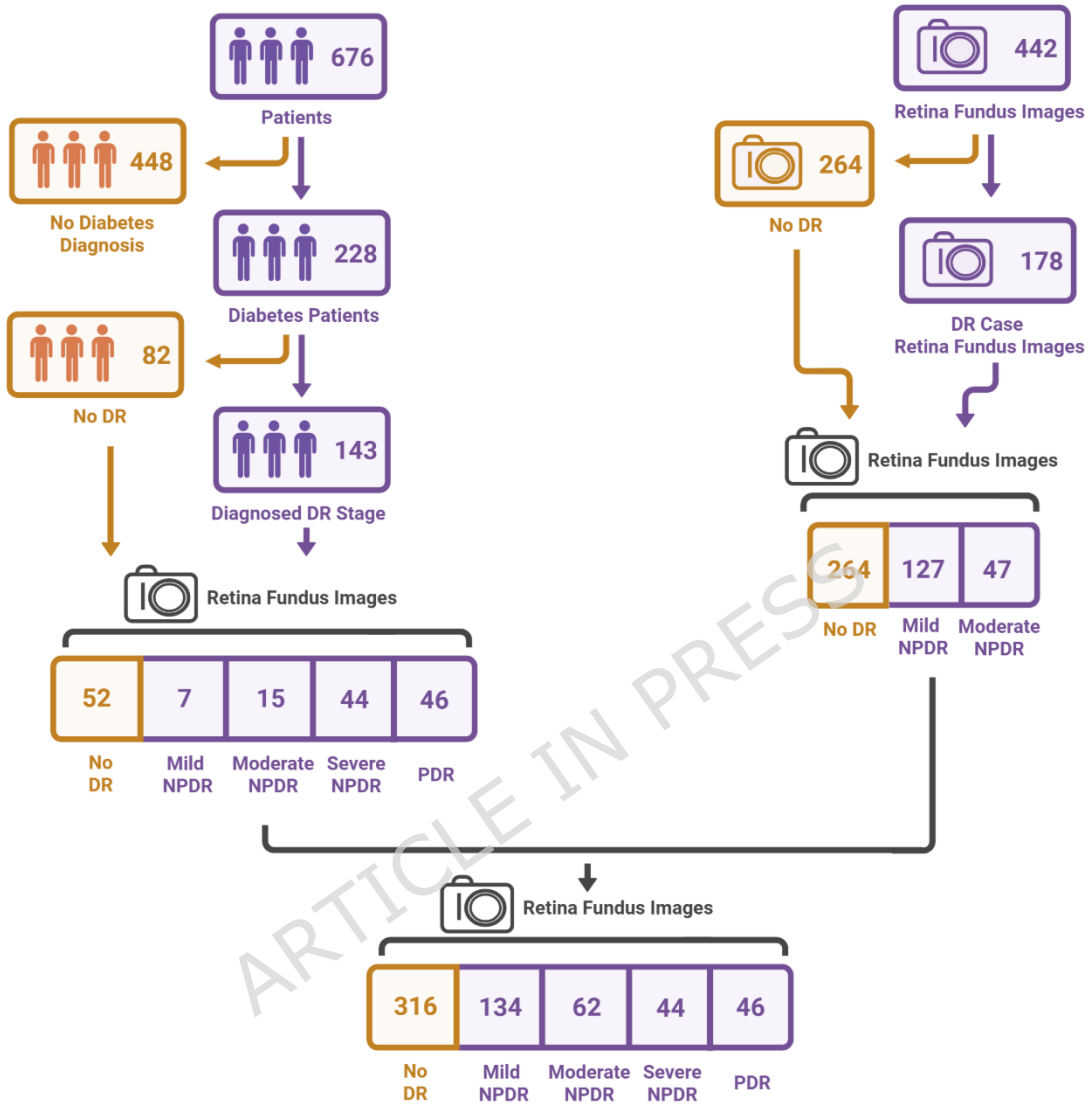 676
Patients
448
No Diabetes
Diagnosis
228
Diabetes Patients
82
No DR
143
Diagnosed DR Stage
Retina Fundus Images
52 7 15 44 46
No
DR
Mild
NPDR
Moderate
NPDR
Severe
NPDR
PDR
442
Retina Fundus Images
264
No DR
178
DR Case
Retina Fundus Images
Retina Fundus Images
264 127 47
No DR
Mild
NPDR
Moderate
NPDR
Retina Fundus Images
316 134 62 44 46
No
DR
Mild
NPDR
Moderate
NPDR
Severe
NPDR
PDR
ARTICLE IN PRESS